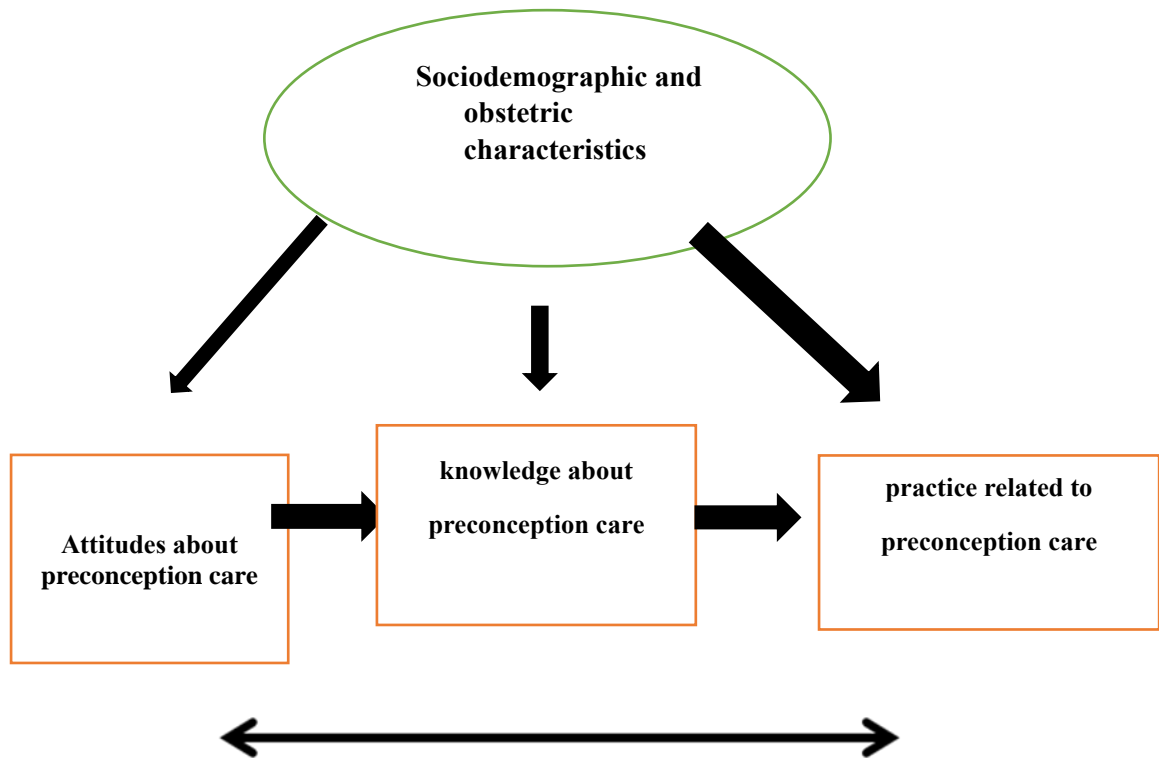 Sociodemographic and
obstetric
characteristics
Attitudes about
preconception care
knowledge about
preconception care
practice related to
preconception care